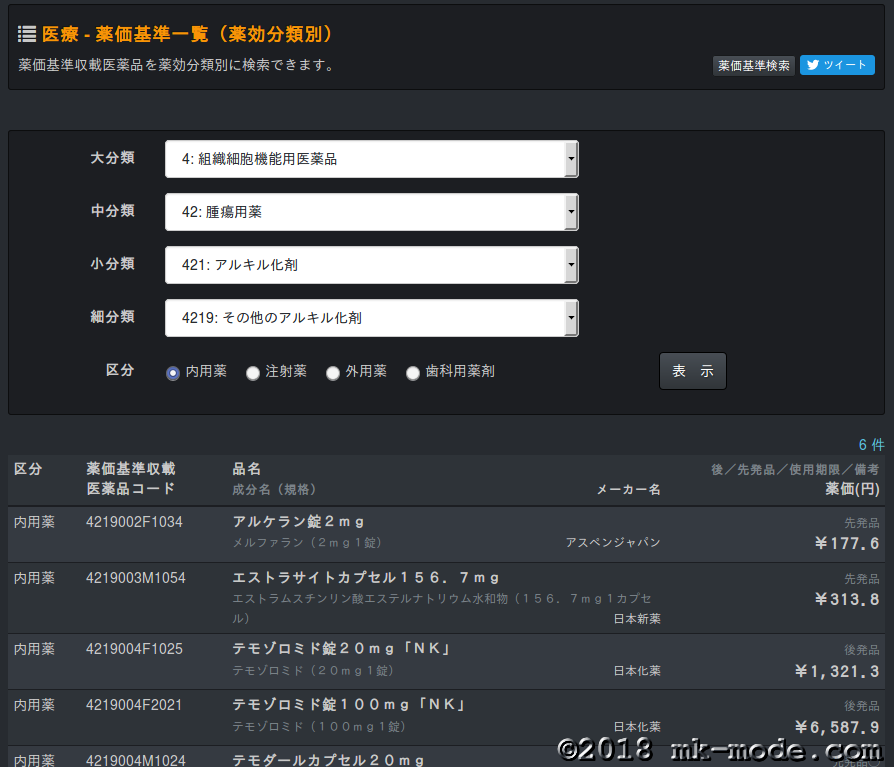 医療 - 薬価基準一覧（薬効分類別）
薬価基準収載医薬品を薬効分類別に検索できます。
薬価基準検索 ツイート
大分類 4: 組織細胞機能用医薬品
中分類 42: 腫瘍用薬
小分類 421: アルキル化剤
細分類 4219: その他のアルキル化剤
区分 内用薬 注射薬 外用薬 歯科用薬剤 表 示
6 件
区分 薬価基準収載 品名 後／先発品／使用期限／備考
医薬品コード 成分名（規格） メーカー名 薬価(円)
内用薬 4219002F1034 アルケラン錠２ｍｇ 先発品
メルファラン（２ｍｇ１錠） アスペンジャパン ￥177.6
内用薬 4219003M1054 エストラサイトカプセル１５６．７ｍｇ 先発品
エストラムスチンリン酸エステルナトリウム水和物（１５６．７ｍｇ１カプセ ￥313.8
ル） 日本新薬
内用薬 4219004F1025 テモゾロミド錠２０ｍｇ「ＮＫ」 後発品
テモゾロミド（２０ｍｇ１錠） 日本化薬 ￥1,321.3
内用薬 4219004F2021 テモゾロミド錠１００ｍｇ「ＮＫ」 後発品
テモゾロミド（１００ｍｇ１錠） 日本化薬 ￥6,587.9
内用薬 4219004M1024 テモダールカプセル２０ｍｇ 先発品○
©2018 mk-mode.com